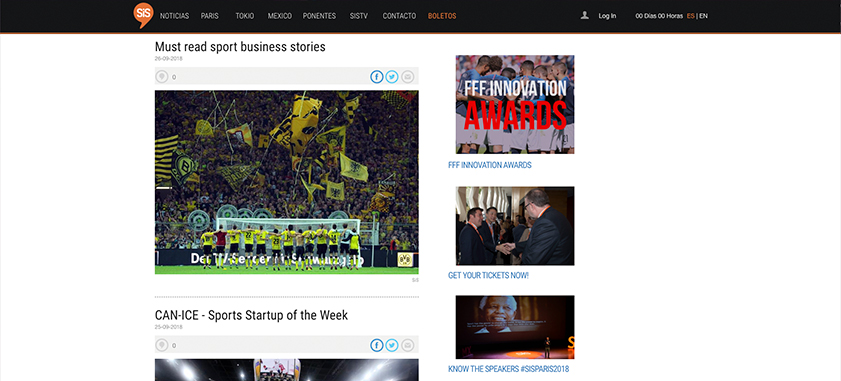 SiS
NOTICIAS PARIS TOKIO MEXICO PONENTES SISTV CONTACTO BOLETOS
Log In 00 Días 00 Horas ES | EN
Must read sport business stories
26-09-2018
0
BVB
SiS
CAN-ICE - Sports Startup of the Week
25-09-2018
0
FFF INNOVATION
AWARDS
FFF INNOVATION AWARDS
GET YOUR TICKETS NOW!
KNOW THE SPEAKERS #SISPARIS2018